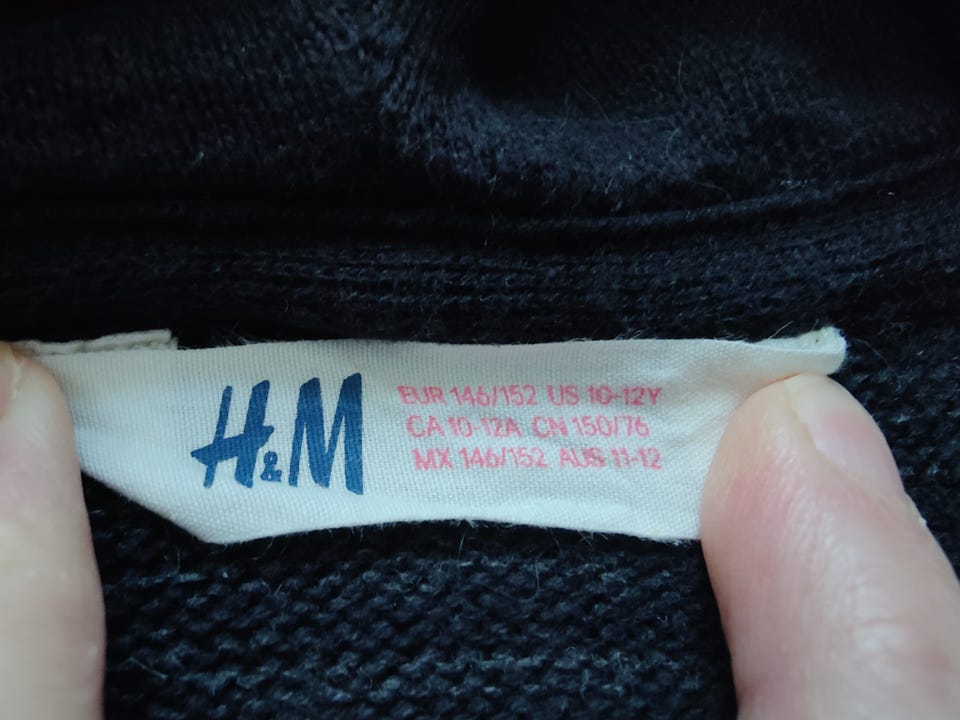 H&M
EUR 146/152 US 10-12Y
CA 10-12A CN 150/76
MX 146/152 AUS 11-12